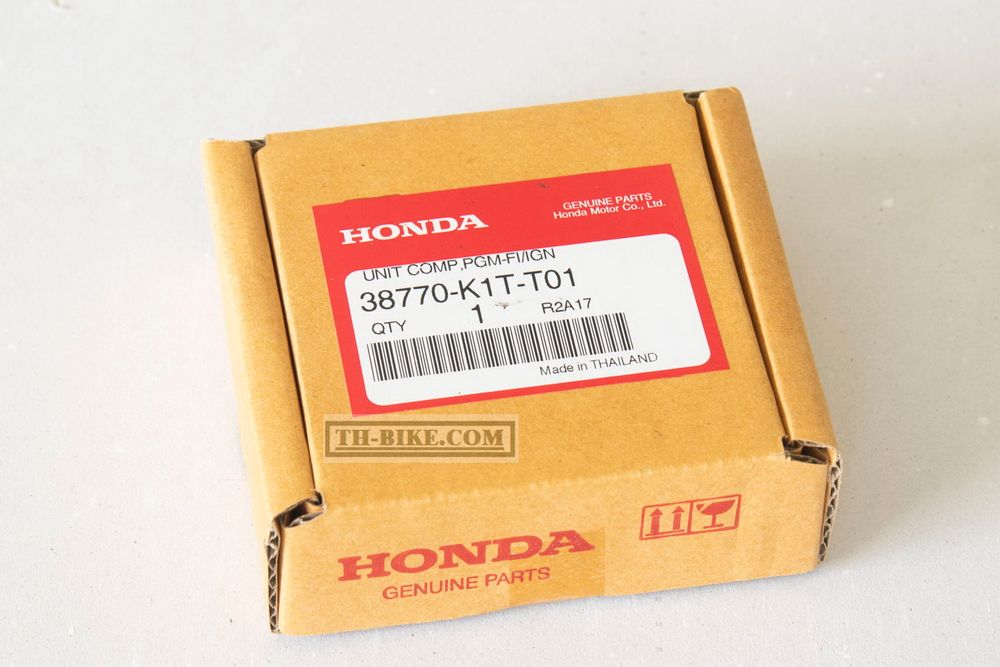 HONDA
GENUINE PARTS
Honda Motor Co., Ltd.
UNIT COMP,PGM-FI/IGN
38770-K1T-T01
QTY 1 R2A17
Made in THAILAND
TH-BIKE.COM
HONDA
GENUINE PARTS